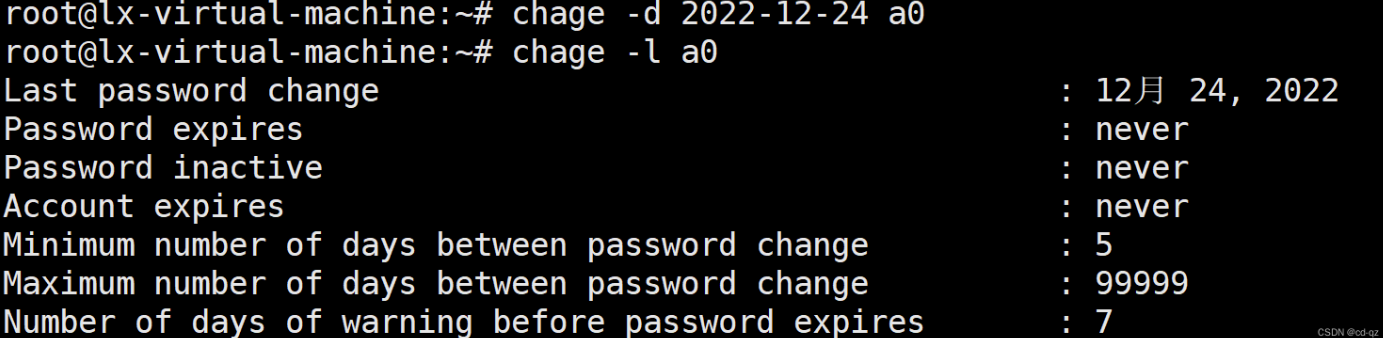 root@lx-virtual-machine:~# chage -d 2022-12-24 a0
root@lx-virtual-machine:~# chage -l a0
Last password change : 12月 24, 2022
Password expires : never
Password inactive : never
Account expires : never
Minimum number of days between password change : 5
Maximum number of days between password change : 99999
Number of days of warning before password expires : 7
CSDN @cd-qz